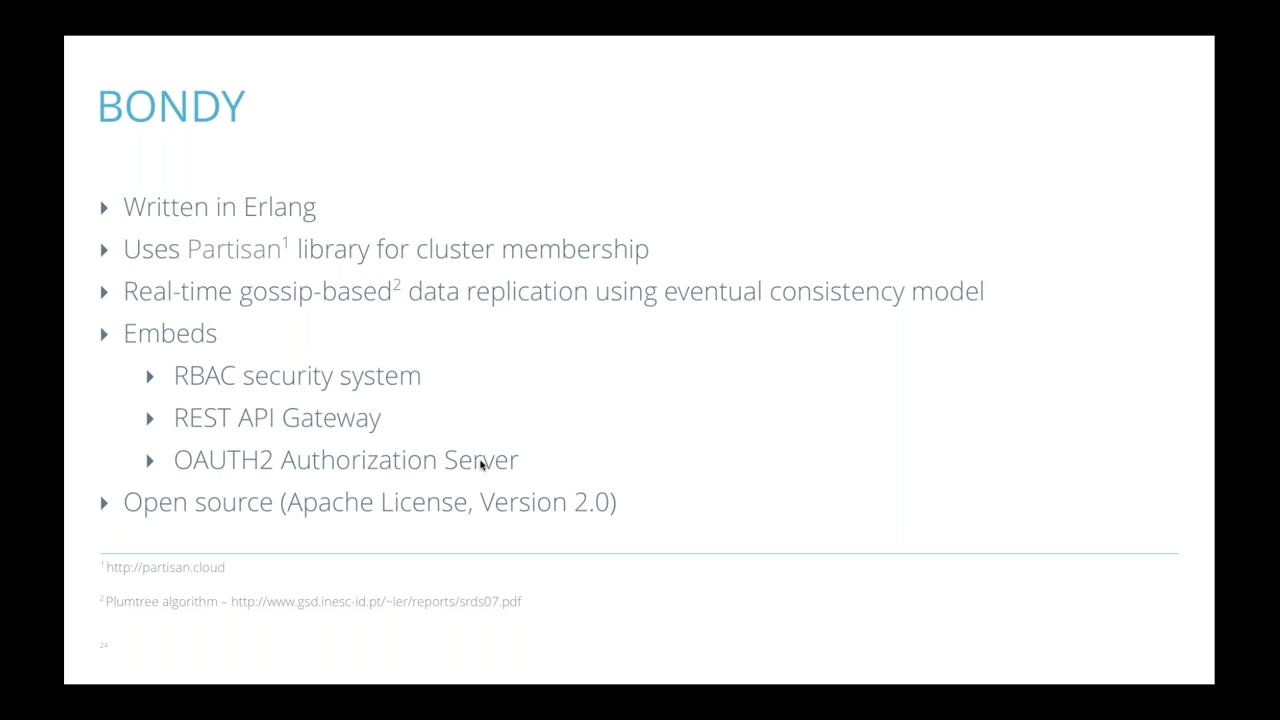 BONDY
Written in Erlang
Uses Partisan1 library for cluster membership
Real-time gossip-based2 data replication using eventual consistency model
Embeds
RBAC security system
REST API Gateway
OAUTH2 Authorization Server
Open source (Apache License, Version 2.0)
1 http://partisan.cloud
2 Plumtree algorithm – http://www.gsd.inesc-id.pt/~ler/reports/srds07.pdf
24